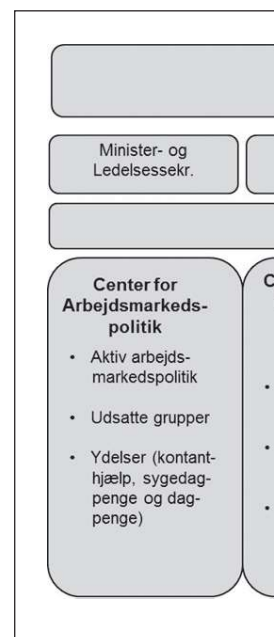 Minister- og
Ledelsessekr.
Center for
Arbejdsmarkeds-
politik
• Aktiv arbejds-
markedspolitik
• Udsatte grupper
• Ydelser (kontant-
hjælp, sygedag-
penge og dag-
penge)
C
•
•
•